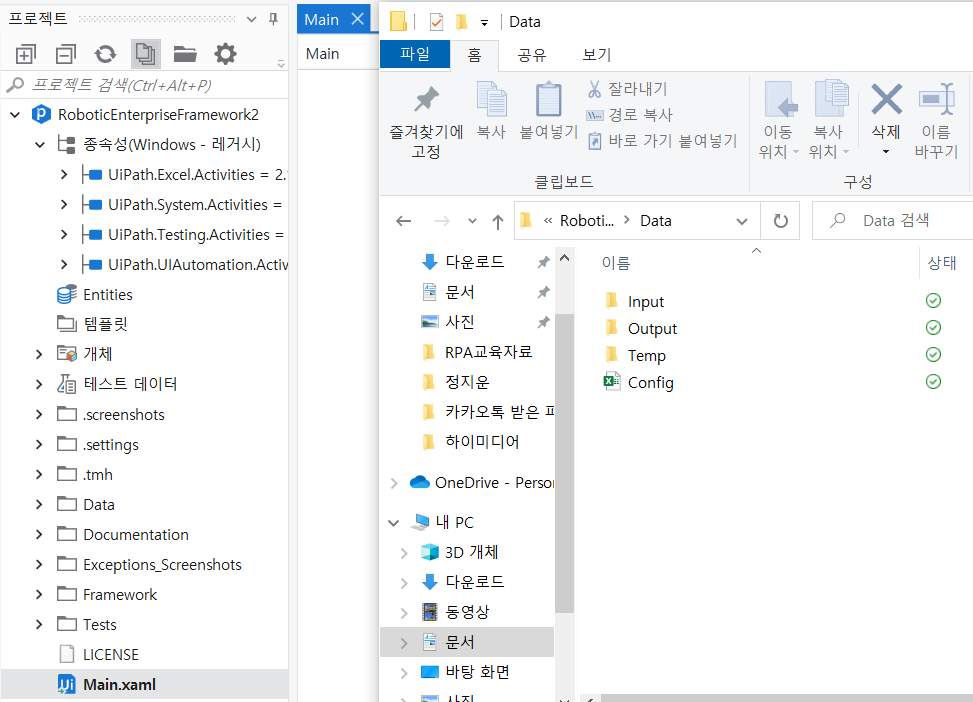 프로젝트
프로젝트 검색(Ctrl+Alt+P)
RoboticEnterpriseFramework2
종속성(Windows - 레거시)
UiPath.Excel.Activities = 2.
UiPath.System.Activities =
UiPath.Testing.Activities =
UiPath.UIAutomation.Activ
Entities
템플릿
개체
테스트 데이터
.screenshots
.settings
.tmh
Data
Documentation
Exceptions_Screenshots
Framework
Tests
LICENSE
Main.xaml
Main
Main
Data
파일
홈
공유
보기
즐겨찾기에
고정
복사
붙여넣기
잘라내기
경로 복사
바로 가기 붙여넣기
클립보드
이동
위치
복사
위치
삭제
이름
바꾸기
구성
« Roboti... > Data
Data 검색
다운로드
문서
사진
RPA교육자료
정지운
카카오톡 받은 파
하이미디어
OneDrive - Person
내 PC
3D 개체
다운로드
동영상
문서
바탕 화면
사진
이름
상태
Input
Output
Temp
Config